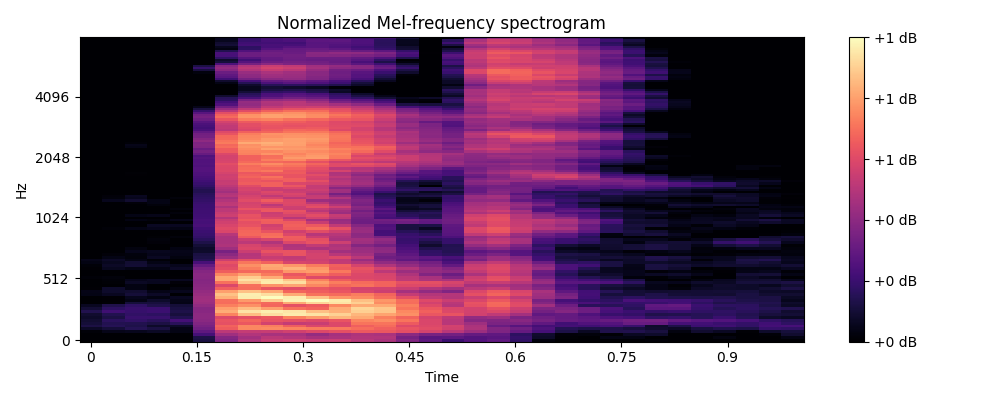 Normalized Mel-frequency spectrogram
Hz
4096
2048
1024
512
0
0 0.15 0.3 0.45 0.6 0.75 0.9
Time
+1 dB
+1 dB
+1 dB
+0 dB
+0 dB
+0 dB